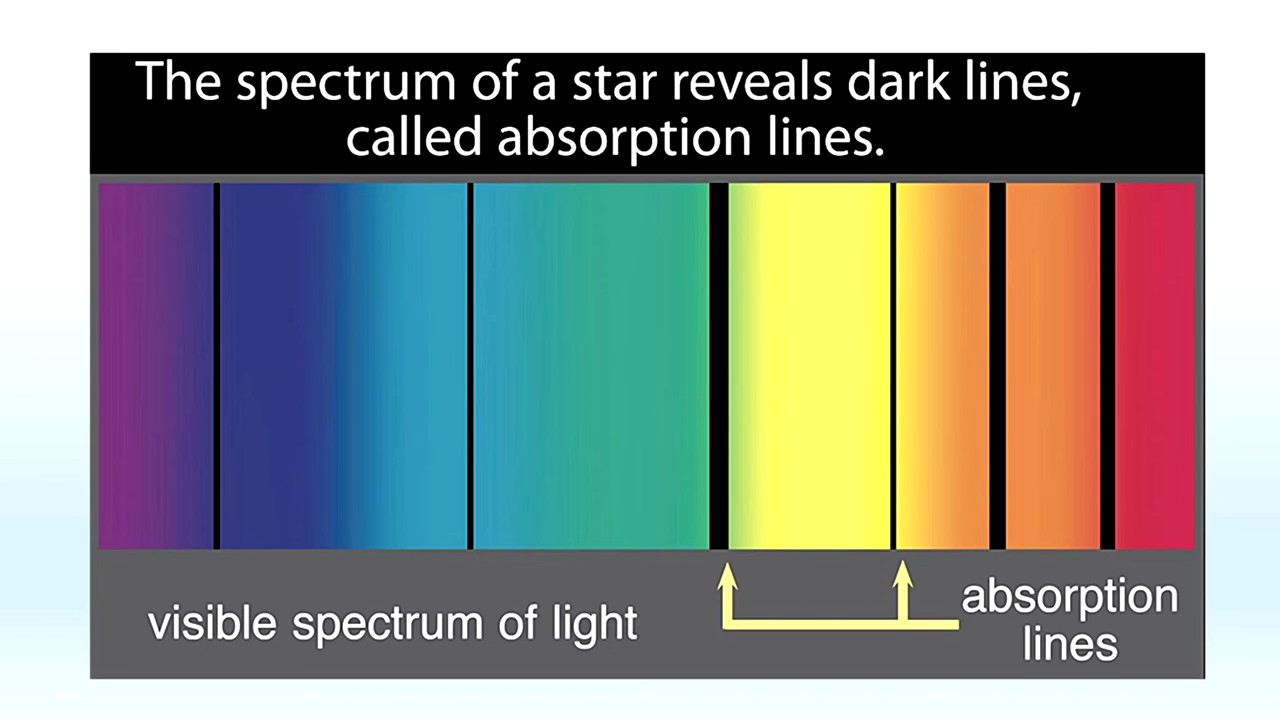 The spectrum of a star reveals dark lines,
called absorption lines.
visible spectrum of light
absorption
lines